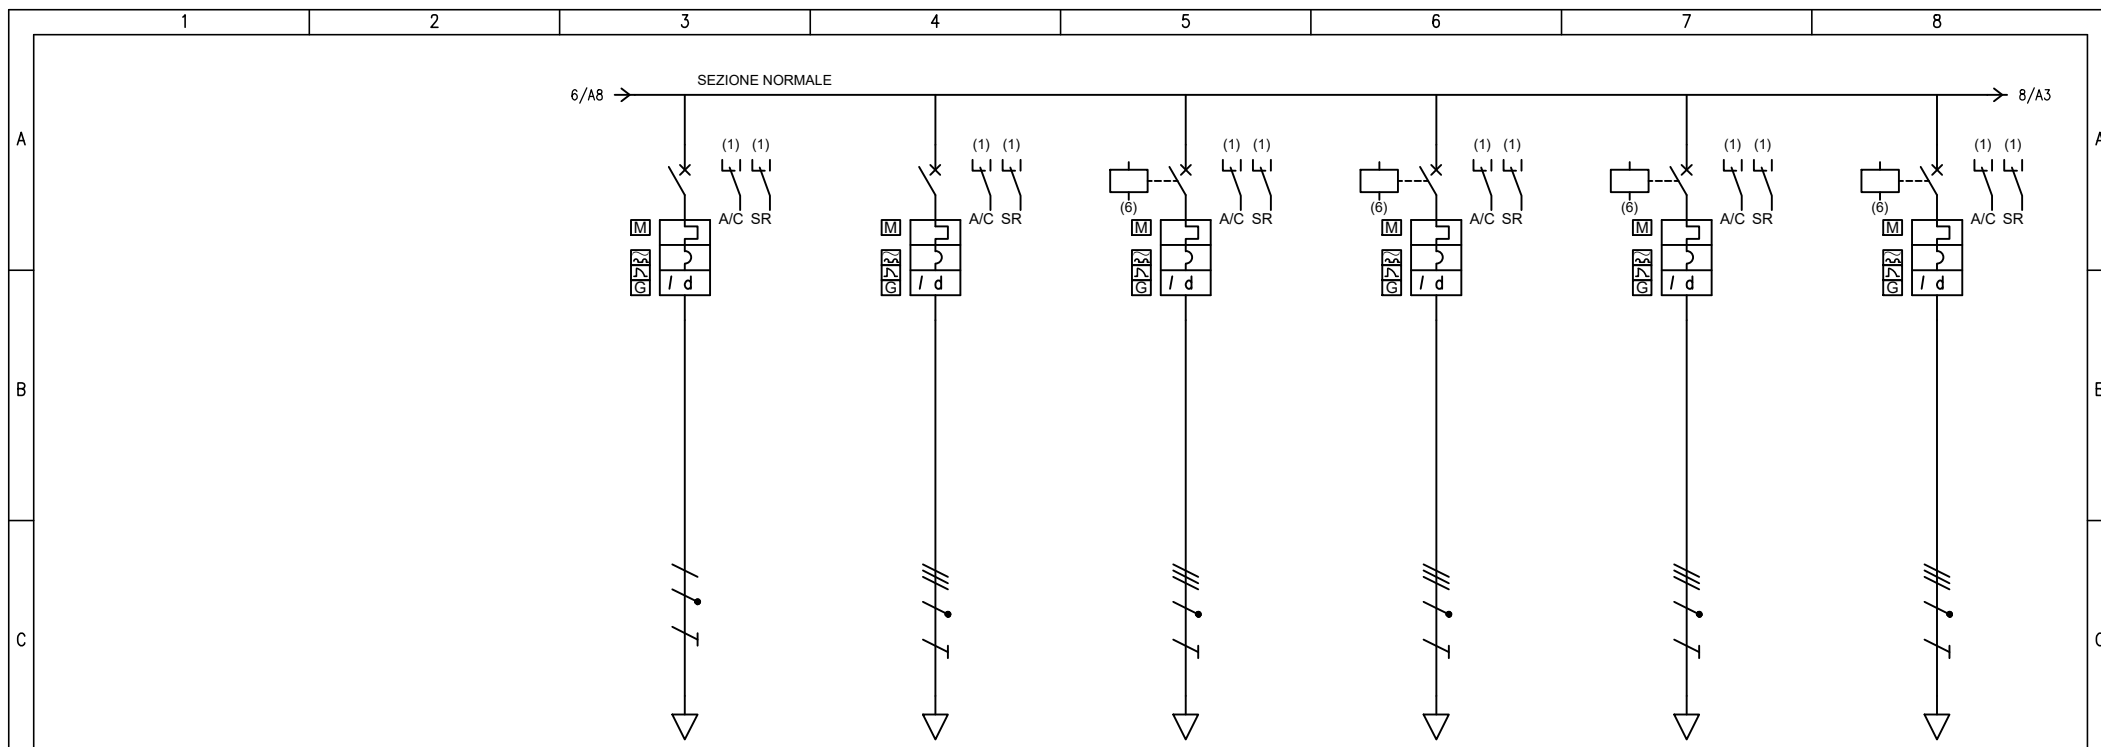 1 2 3 4 5 6 7 8
SEZIONE NORMALE
6/A8 8/A3
A A
(1) (1) (1) (1) (1) (1) (1) (1) (1) (1) (1) (1)
(6) (6) (6) (6)
A/C SR A/C SR A/C SR A/C SR A/C SR A/C SR
M M M M M M
G I d G I d G I d G I d G I d G I d
B
C